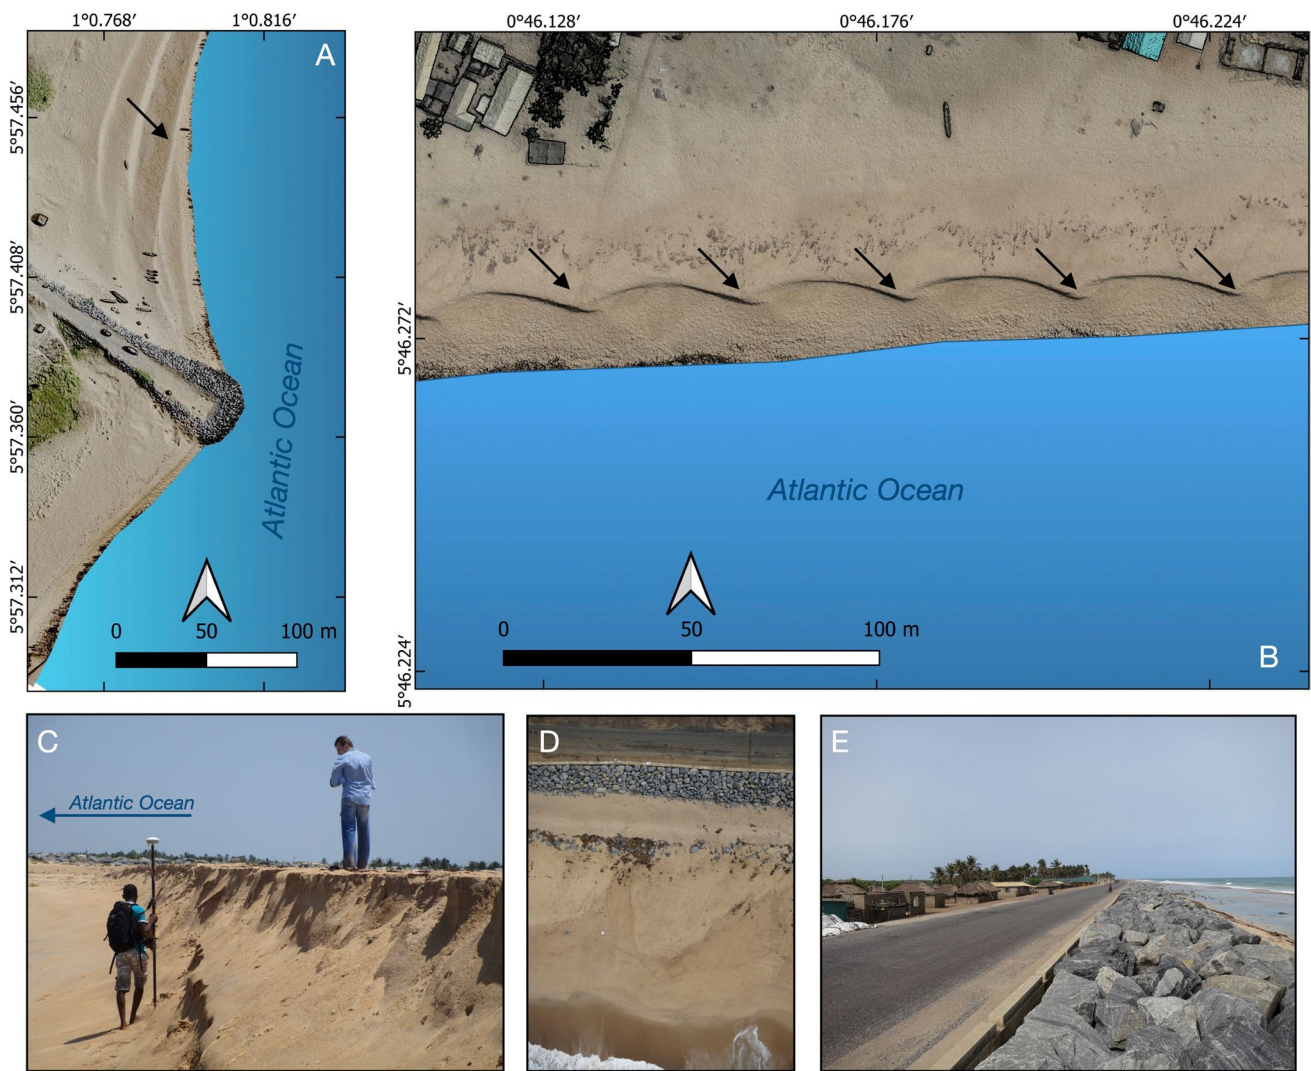 1°0.768′ 1°0.816′
A
5°57.456′
5°57.408′
5°57.360′
5°57.312′
Atlantic Ocean
0 50 100 m
0°46.128′ 0°46.176′ 0°46.224′
5°46.272′
5°46.224′
Atlantic Ocean
0 50 100 m
B
C
Atlantic Ocean
D
E